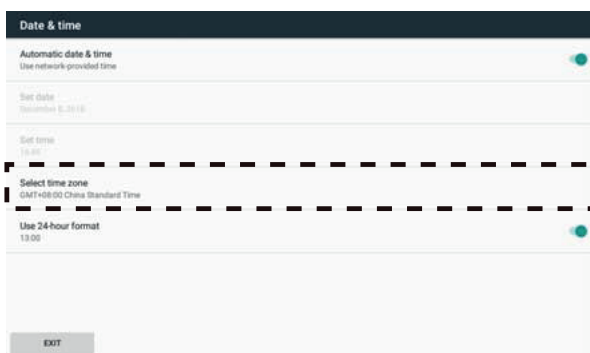 Date & time
Automatic date & time
Use network-provided time
Set date
Set time
Select time zone
GMT+08:00 China Standard Time
Use 24-hour format
13:00
EXIT